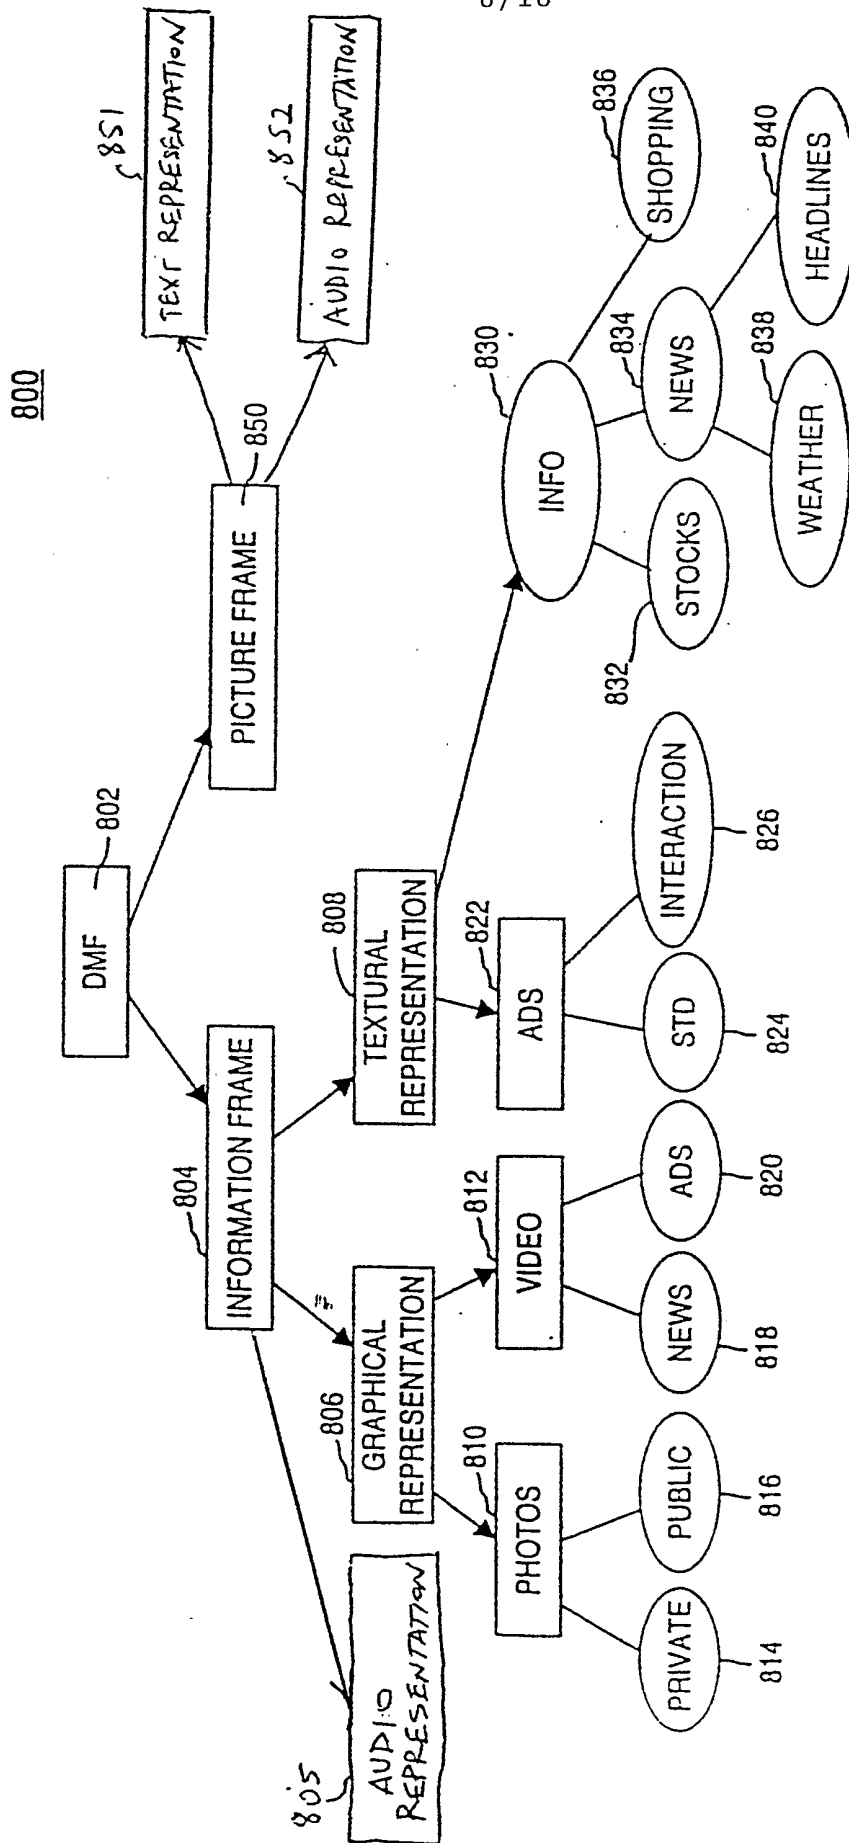 800
DMF
802
INFORMATION FRAME
804
PICTURE FRAME
850
TEXT REPRESENTATION
851
AUDIO REPRESENTATION
852
AUDIO
REPRESENTATION
805
GRAPHICAL
REPRESENTATION
806
TEXTURAL
REPRESENTATION
808
PHOTOS
810
VIDEO
812
ADS
822
INFO
830
PRIVATE
814
PUBLIC
816
NEWS
818
ADS
820
STD
824
INTERACTION
826
STOCKS
832
NEWS
834
SHOPPING
836
WEATHER
838
HEADLINES
840